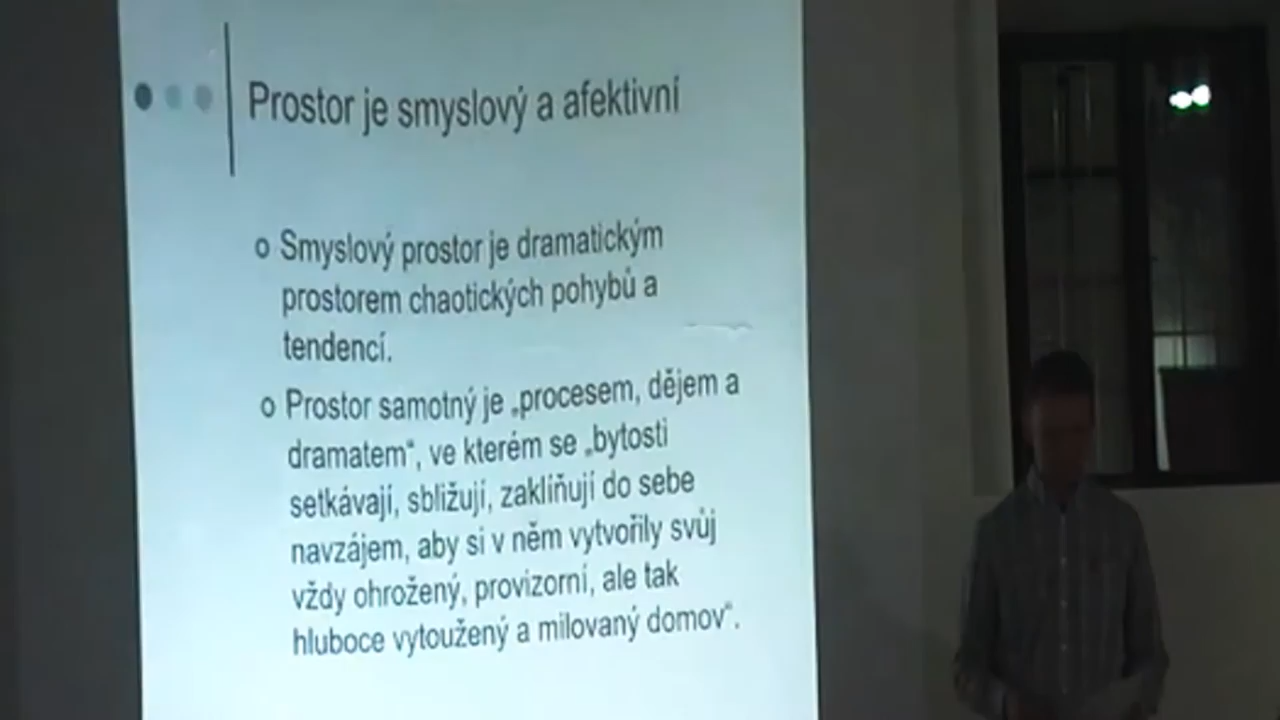 Prostor je smyslový a afektivní
Smyslový prostor je dramatickým
prostorem chaotických pohybů a
tendencí.
Prostor samotný je „procesem, dějem a
dramatem“, ve kterém se „bytosti
setkávají, sbližují, zakliňují do sebe
navzájem, aby si v něm vytvořily svůj
vždy ohrožený, provizorní, ale tak
hluboce vytoužený a milovaný domov“.